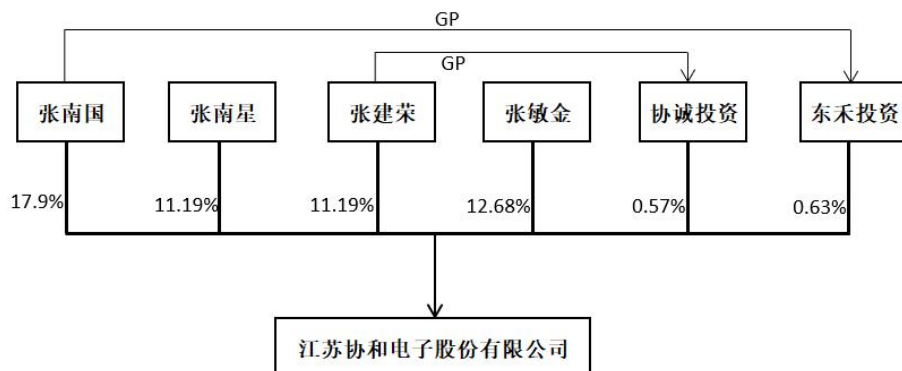 GP
GP
张南国
张南星
张建荣
张敏金
协诚投资
东禾投资
17.9%
11.19%
11.19%
12.68%
0.57%
0.63%
江苏协和电子股份有限公司